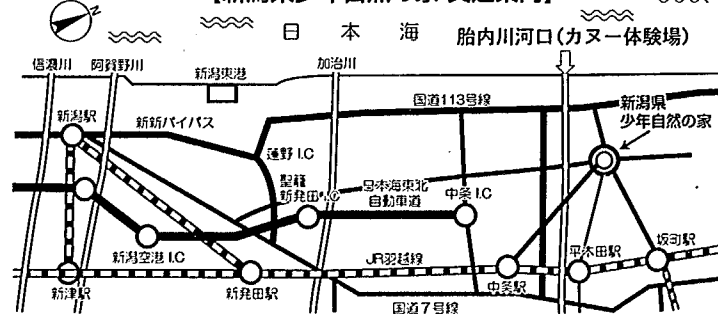 日本海
胎内川河口(カヌー体験場)
信濃川
阿賀野川
新潟東港
加治川
国道113号線
新潟県
少年自然の家
新潟駅
新新バイパス
蓮野I.C
聖籠
新発田I.C
日本海東北
自動車道
中条I.C
新潟空港I.C
JR羽越線
平木田駅
坂町駅
新津駅
新発田駅
中条駅
国道7号線